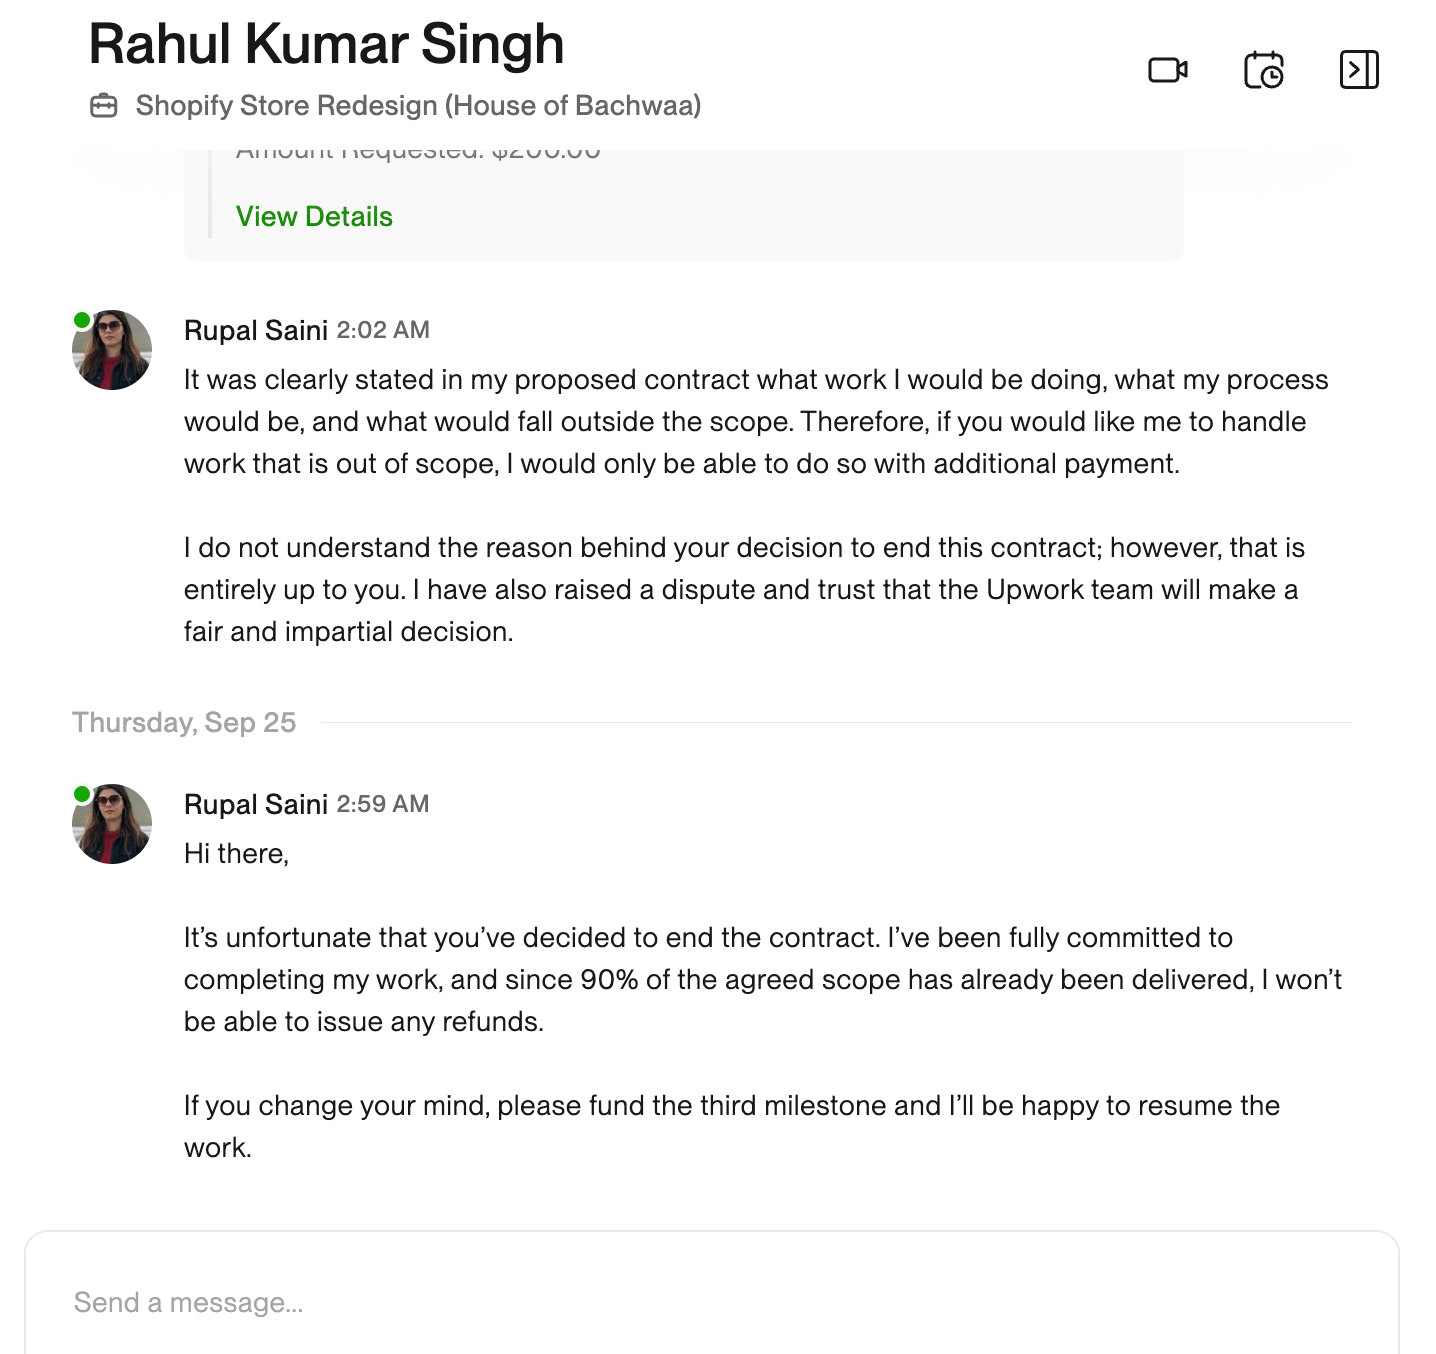 Rahul Kumar Singh
Shopify Store Redesign (House of Bachwaa)
Amount Requested: $200.00
View Details
Rupal Saini 2:02 AM
It was clearly stated in my proposed contract what work I would be doing, what my process
would be, and what would fall outside the scope. Therefore, if you would like me to handle
work that is out of scope, I would only be able to do so with additional payment.
I do not understand the reason behind your decision to end this contract; however, that is
entirely up to you. I have also raised a dispute and trust that the Upwork team will make a
fair and impartial decision.
Thursday, Sep 25
Rupal Saini 2:59 AM
Hi there,
It’s unfortunate that you’ve decided to end the contract. I’ve been fully committed to
completing my work, and since 90% of the agreed scope has already been delivered, I won’t
be able to issue any refunds.
If you change your mind, please fund the third milestone and I’ll be happy to resume the
work.
Send a message...